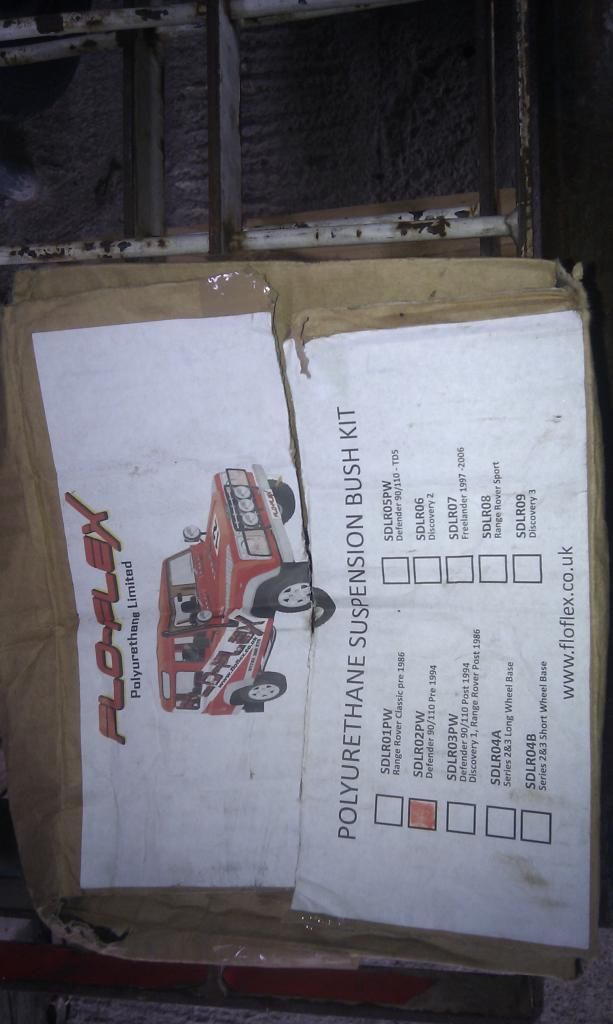 FLO-FLEX
Polyurethane Limited
FLO-FLEX
POLYURETHANE SUSPENSION BUSH KIT
SDLR01PW
Range Rover Classic pre 1986
SDLR02PW
Defender 90/110 Pre 1994
SDLR03PW
Defender 90/110 Post 1994
Discovery 1, Range Rover Post 1986
SDLR04A
Series 2&3 Long Wheel Base
SDLR04B
Series 2&3 Short Wheel Base
SDLR05PW
Defender 90/110 - TD5
SDLR06
Discovery 2
SDLR07
Freelander 1997 -2006
SDLR08
Range Rover Sport
SDLR09
Discovery 3
www.floflex.co.uk